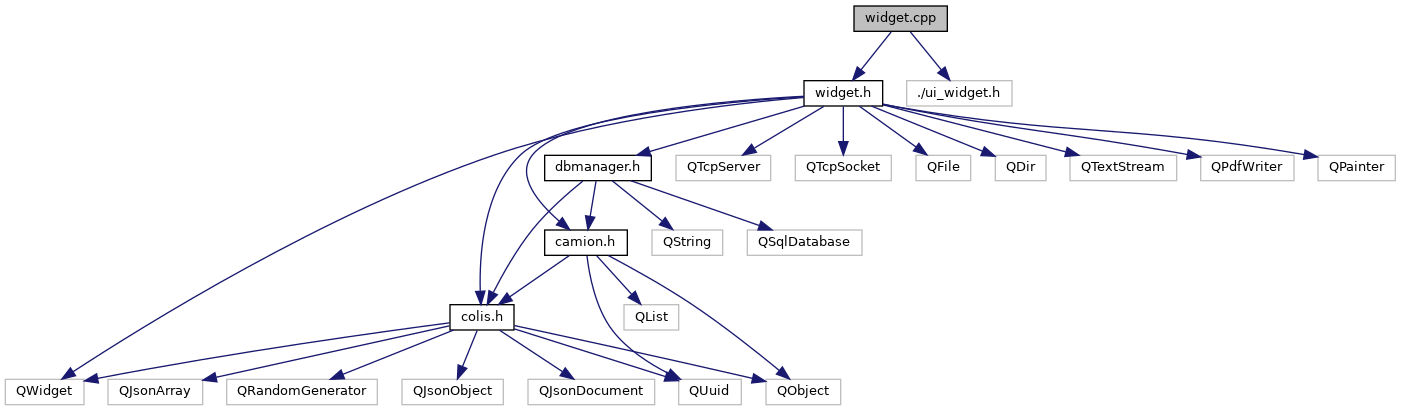 widget.cpp
widget.h
./ui_widget.h
dbmanager.h
QTcpServer
QTcpSocket
QFile
QDir
QTextStream
QPdfWriter
QPainter
camion.h
QString
QSqlDatabase
colis.h
QList
QWidget
QJsonArray
QRandomGenerator
QJsonObject
QJsonDocument
QUuid
QObject